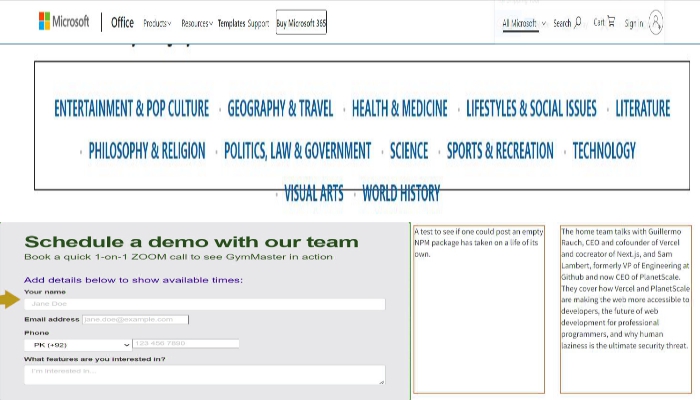 Microsoft Office Products Resources Templates Support Buy Microsoft 365 All Microsoft Search Cart Sign in
ENTERTAINMENT & POP CULTURE · GEOGRAPHY & TRAVEL · HEALTH & MEDICINE · LIFESTYLES & SOCIAL ISSUES · LITERATURE
· PHILOSOPHY & RELIGION · POLITICS, LAW & GOVERNMENT · SCIENCE · SPORTS & RECREATION · TECHNOLOGY
· VISUAL ARTS · WORLD HISTORY
Schedule a demo with our team
Book a quick 1-on-1 ZOOM call to see GymMaster in action
Add details below to show available times:
Your name
Jane Doe
Email address jane.doe@example.com
Phone
PK (+92) 123 456 7890
What features are you interested in?
I'm interested in...
A test to see if one could post an empty
NPM package has taken on a life of its
own.
The home team talks with Guillermo
Rauch, CEO and cofounder of Vercel
and cocreator of Next.js, and Sam
Lambert, formerly VP of Engineering at
Github and now CEO of PlanetScale.
They cover how Vercel and PlanetScale
are making the web more accessible to
developers, the future of web
development for professional
programmers, and why human
laziness is the ultimate security threat.